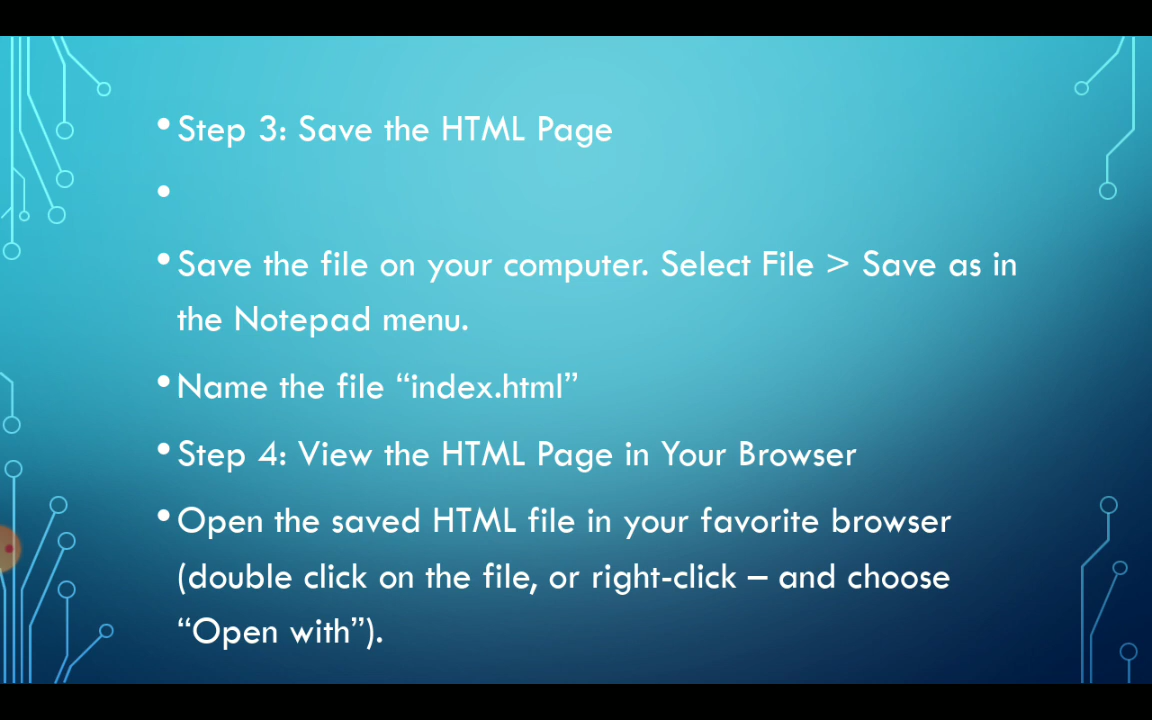 • Step 3: Save the HTML Page
•
• Save the file on your computer. Select File > Save as in
the Notepad menu.
• Name the file “index.html”
• Step 4: View the HTML Page in Your Browser
• Open the saved HTML file in your favorite browser
(double click on the file, or right-click – and choose
“Open with”).